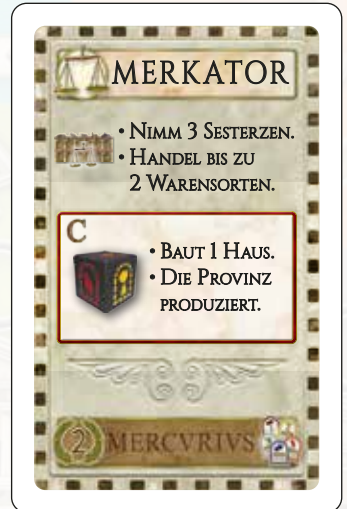 MERKATOR
• NIMM 3 SESTERZEN.
• HANDEL BIS ZU
2 WARENSORTEN.
C
• BAUT 1 HAUS.
• DIE PROVINZ
PRODUZIERT.
2 MERCVRIVS